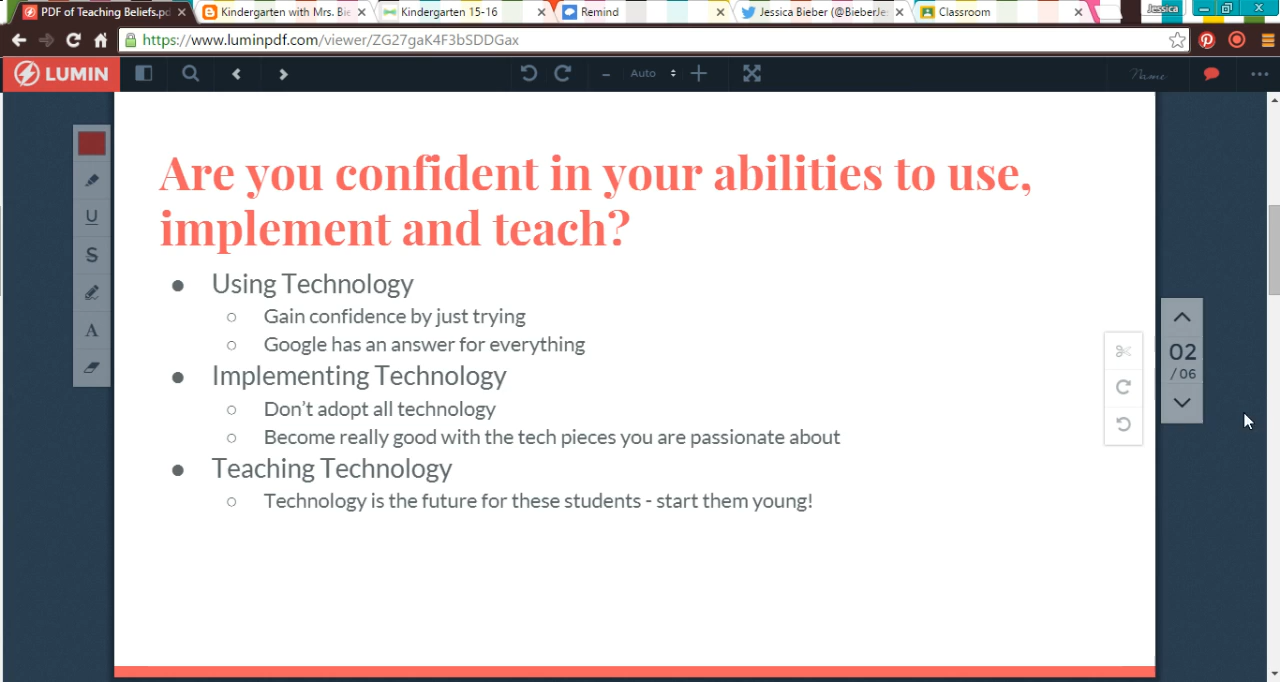 PDF of Teaching Beliefs.pd
Kindergarten with Mrs. Bie
Kindergarten 15-16
Remind
Jessica Bieber (@BieberJe
Classroom
Jessica
https://www.luminpdf.com/viewer/ZG27gaK4F3bSDDGax
LUMIN
Auto
Name
Are you confident in your abilities to use,
implement and teach?
● Using Technology
○ Gain confidence by just trying
○ Google has an answer for everything
● Implementing Technology
○ Don't adopt all technology
○ Become really good with the tech pieces you are passionate about
● Teaching Technology
○ Technology is the future for these students - start them young!
U
S
A
02
/ 06